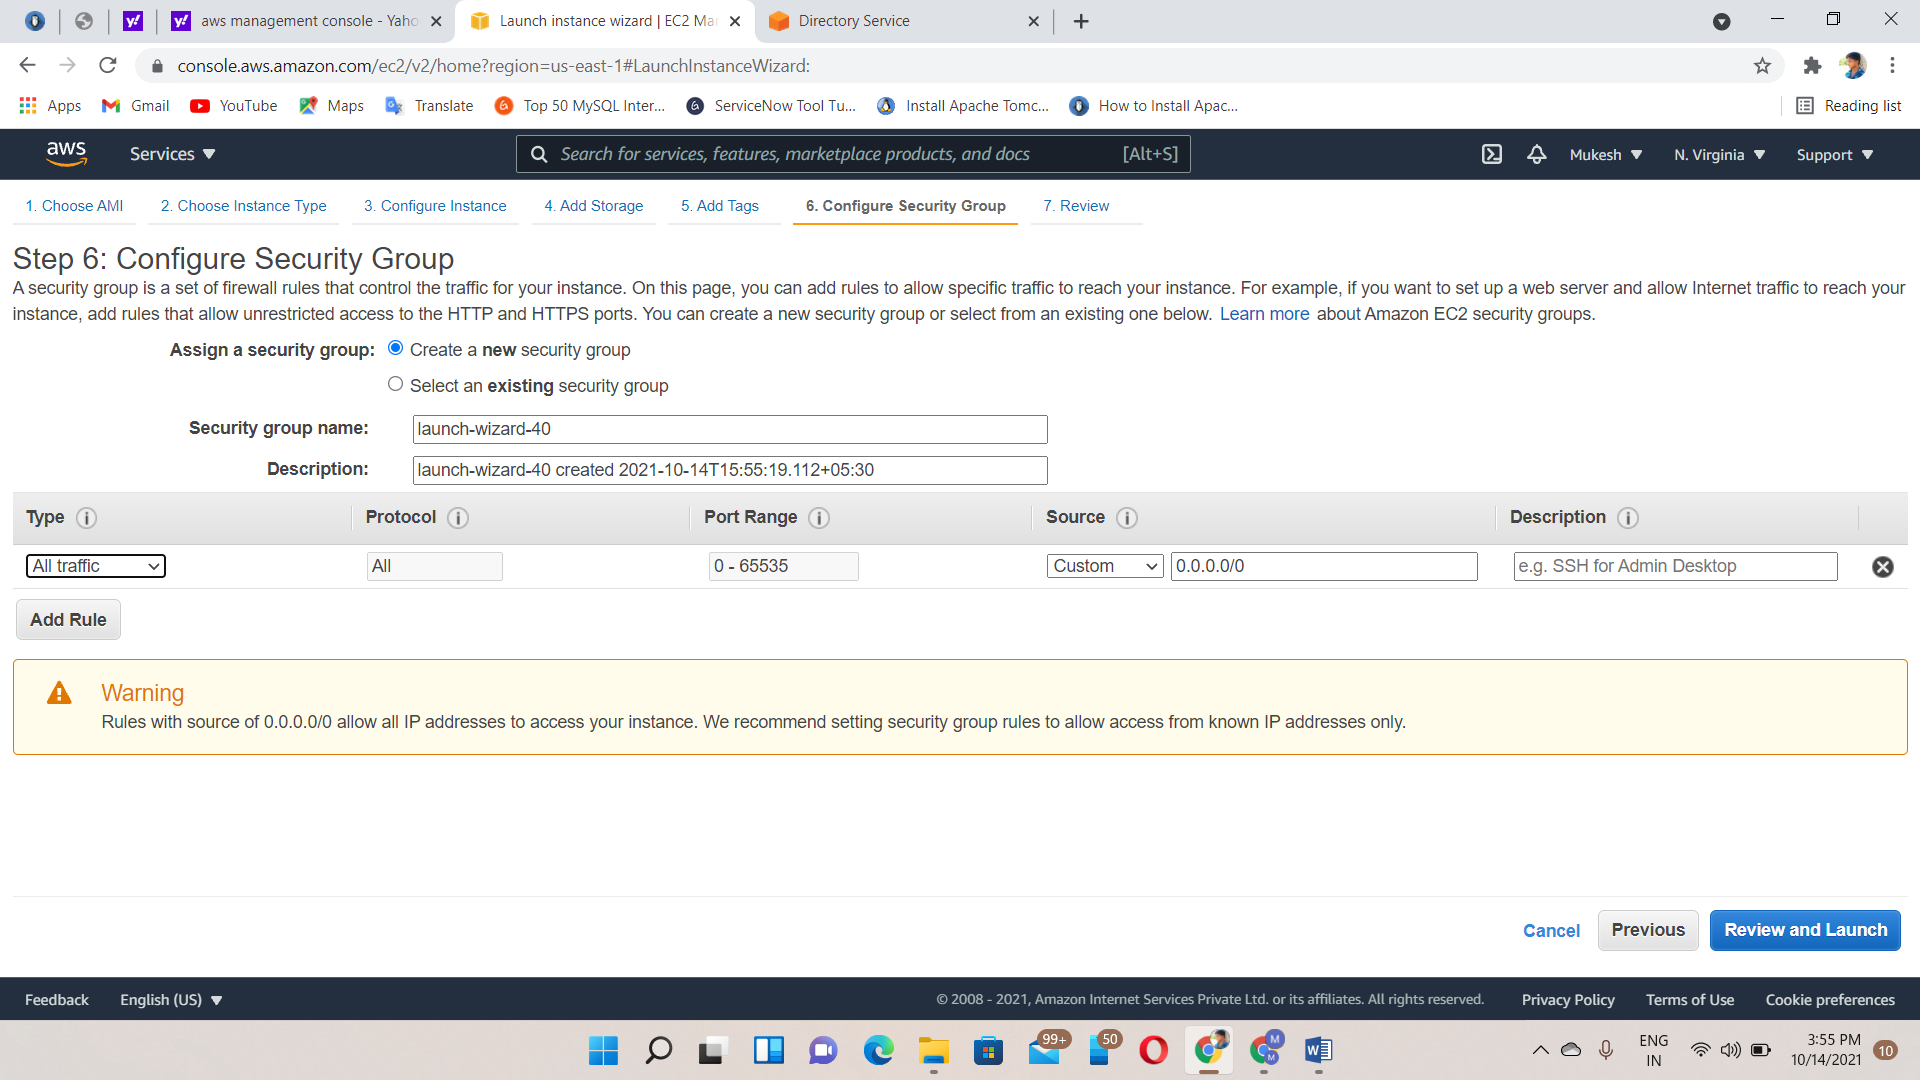 aws management console - Yaho
Launch instance wizard | EC2 Man
Directory Service
console.aws.amazon.com/ec2/v2/home?region=us-east-1#LaunchInstanceWizard:
Apps Gmail YouTube Maps Translate Top 50 MySQL Inter... ServiceNow Tool Tu... Install Apache Tomc... How to Install Apac... Reading list
aws Services Search for services, features, marketplace products, and docs [Alt+S] Mukesh N. Virginia Support
1. Choose AMI 2. Choose Instance Type 3. Configure Instance 4. Add Storage 5. Add Tags 6. Configure Security Group 7. Review
Step 6: Configure Security Group
A security group is a set of firewall rules that control the traffic for your instance. On this page, you can add rules to allow specific traffic to reach your instance. For example, if you want to set up a web server and allow Internet traffic to reach your
instance, add rules that allow unrestricted access to the HTTP and HTTPS ports. You can create a new security group or select from an existing one below. Learn more about Amazon EC2 security groups.
Assign a security group: Create a new security group
Select an existing security group
Security group name: launch-wizard-40
Description: launch-wizard-40 created 2021-10-14T15:55:19.112+05:30
Type Protocol Port Range Source Description
All traffic All 0 - 65535 Custom 0.0.0.0/0 e.g. SSH for Admin Desktop
Add Rule
Warning
Rules with source of 0.0.0.0/0 allow all IP addresses to access your instance. We recommend setting security group rules to allow access from known IP addresses only.
Cancel Previous Review and Launch
Feedback English (US) © 2008 - 2021, Amazon Internet Services Private Ltd. or its affiliates. All rights reserved. Privacy Policy Terms of Use Cookie preferences
99+ 50 M M ENG 3:55 PM
IN 10/14/2021 10